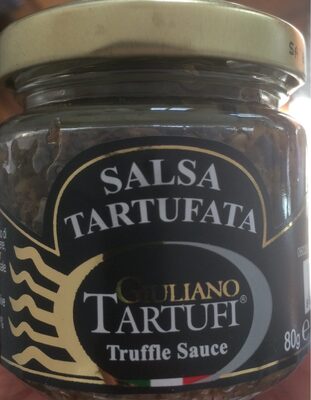 SALSA
TARTUFATA
GIULIANO
TARTUFI®
Truffle Sauce
80g e